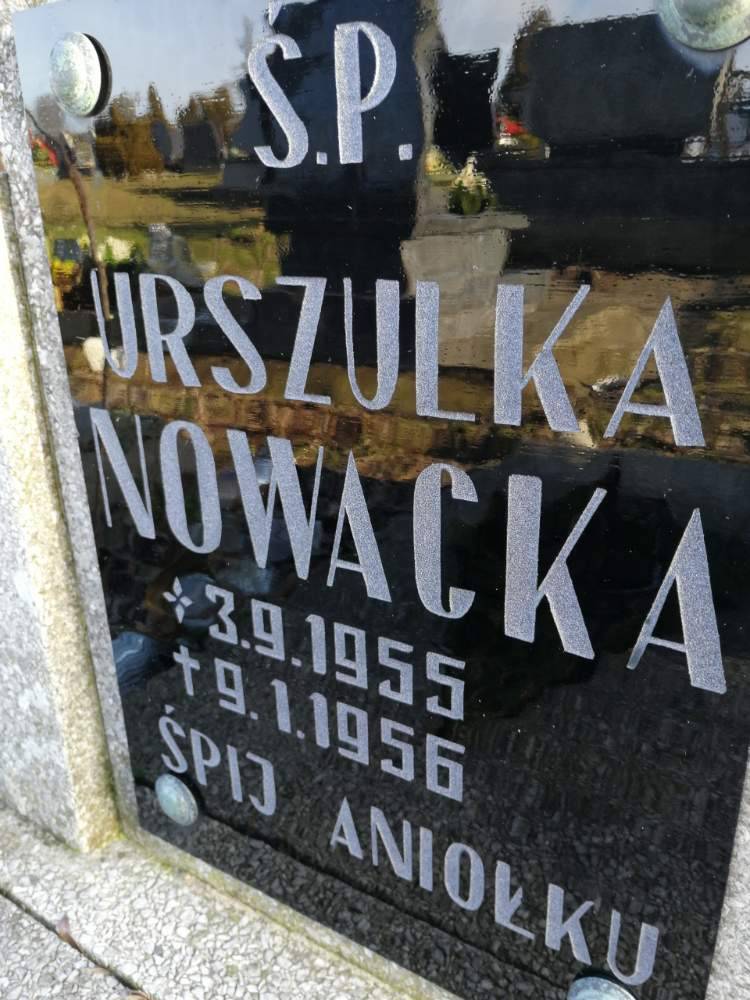 Ś.P.
URSZULKA
NOWACKA
3.9.1955
† 9.1.1956
ŚPIJ ANIOŁKU